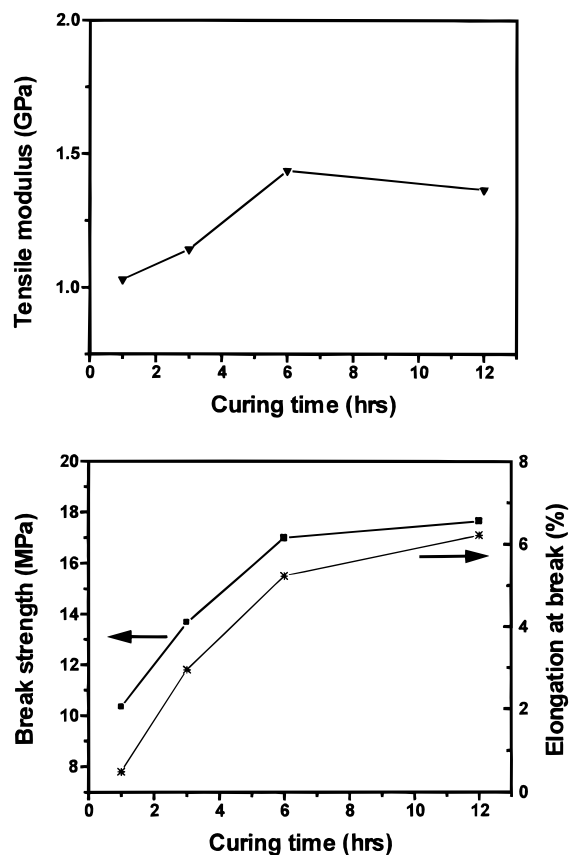 Tensile modulus (GPa)
2.0
1.5
1.0
0 2 4 6 8 10 12
Curing time (hrs)
Break strength (MPa)
20
18
16
14
12
10
8
8
6
4
2
0
Elongation at break (%)
0 2 4 6 8 10 12
Curing time (hrs)